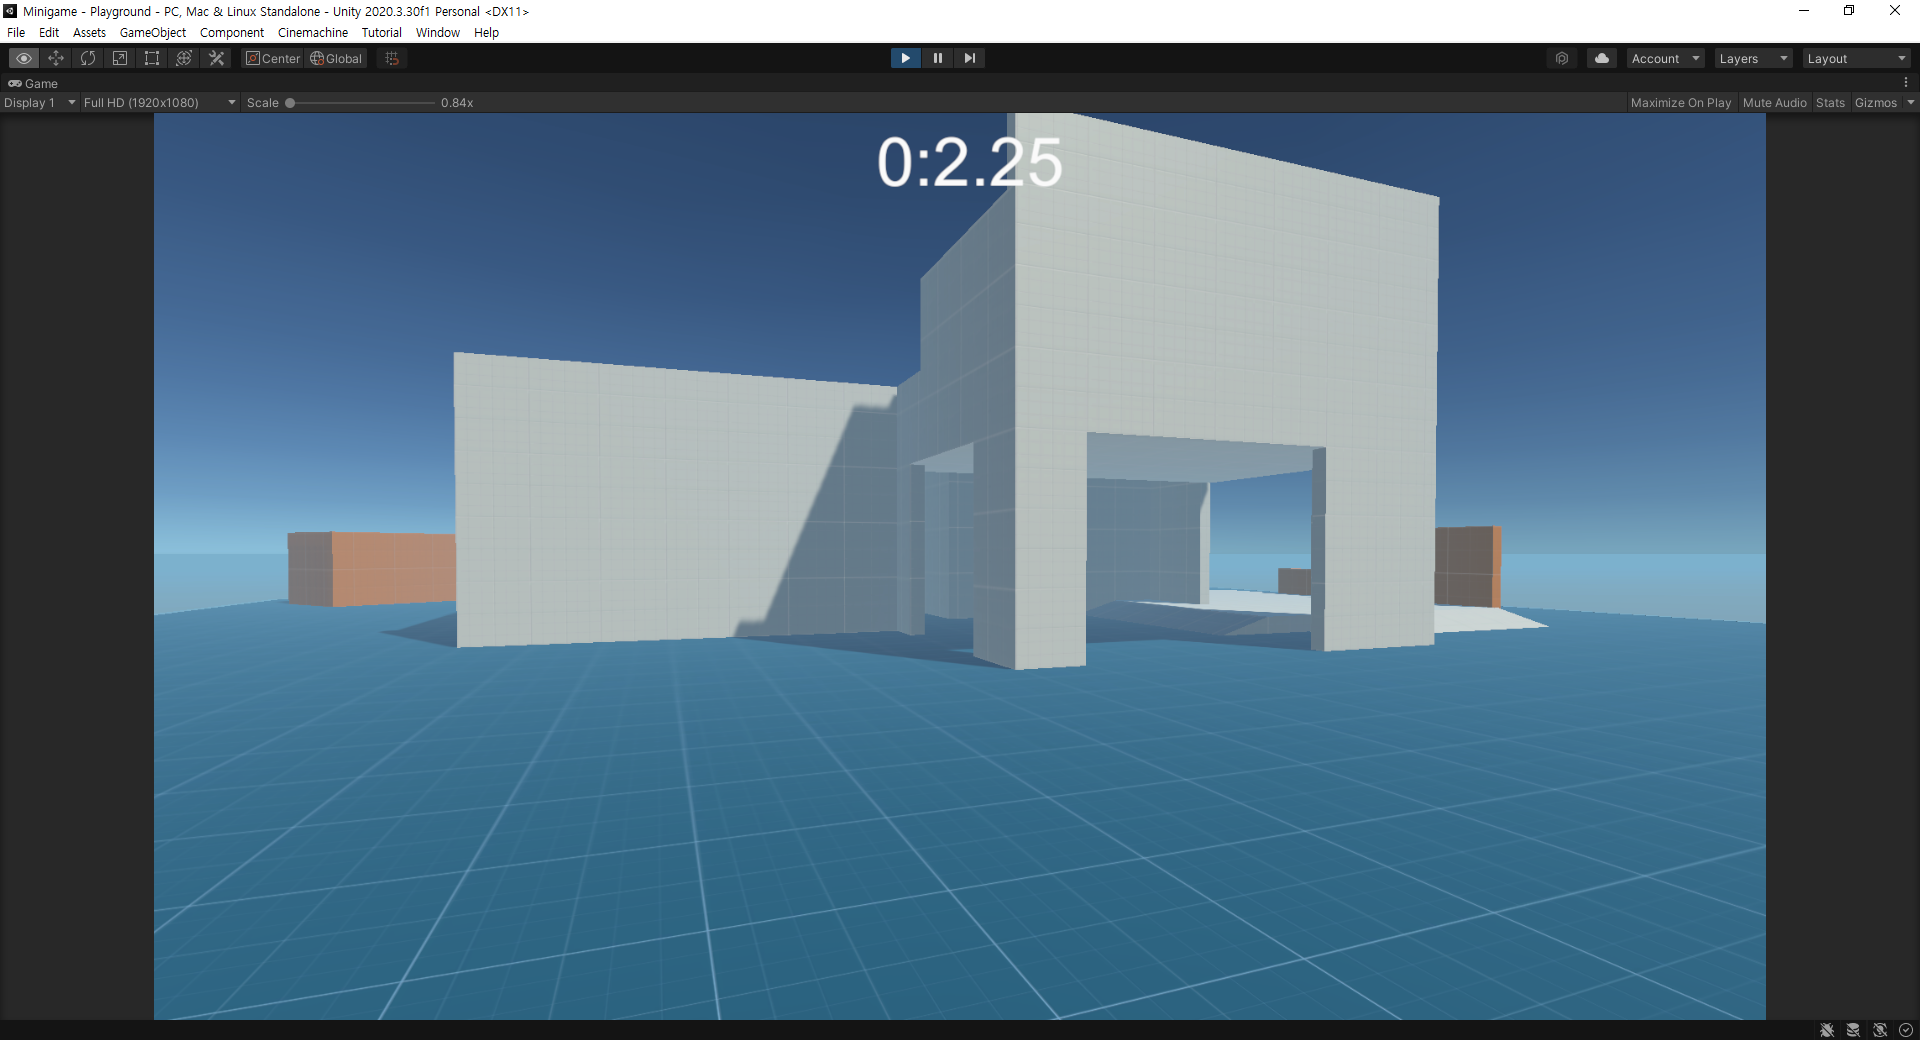 Minigame - Playground - PC, Mac & Linux Standalone - Unity 2020.3.30f1 Personal <DX11>
File Edit Assets GameObject Component Cinemachine Tutorial Window Help
Center Global Account Layers Layout
Game
Display 1 Full HD (1920x1080) Scale 0.84x Maximize On Play Mute Audio Stats Gizmos
0:2.25